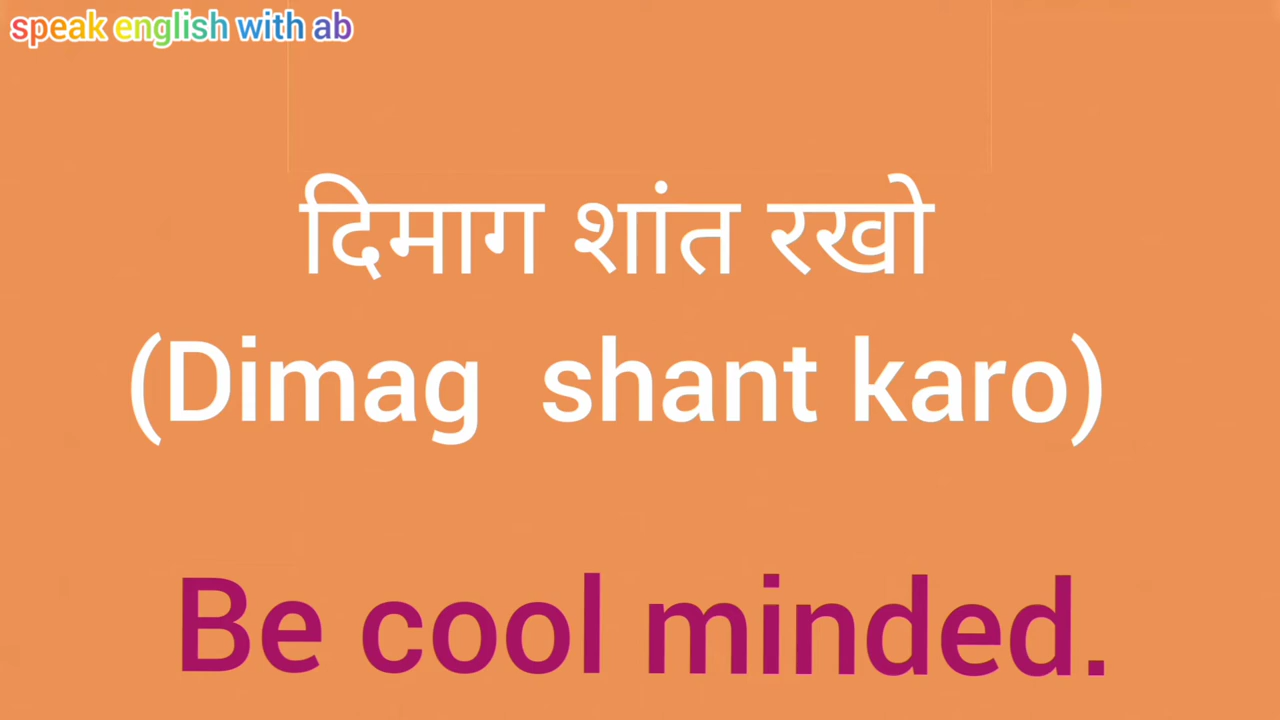 speak english with ab
दिमाग शांत रखो
(Dimag shant karo)
Be cool minded.